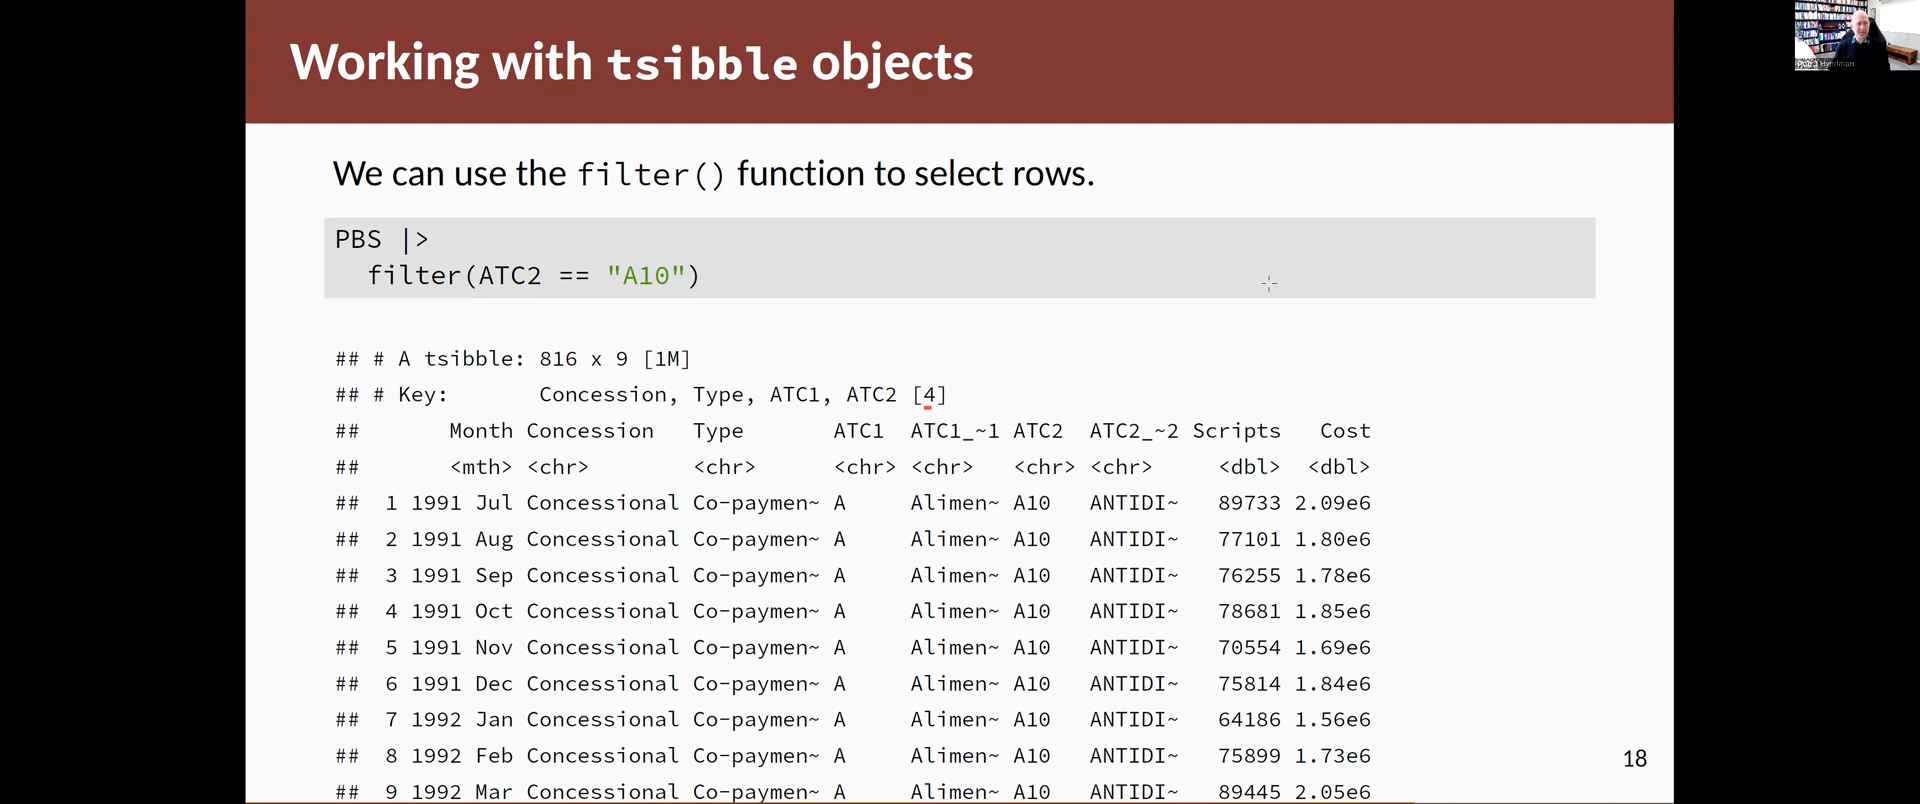 Working with tsibble objects
We can use the filter() function to select rows.
PBS |>
filter(ATC2 == "A10")
## # A tsibble: 816 x 9 [1M]
## # Key: Concession, Type, ATC1, ATC2 [4]
## Month Concession Type ATC1 ATC1_~1 ATC2 ATC2_~2 Scripts Cost
## <mth> <chr> <chr> <chr> <chr> <chr> <chr> <dbl> <dbl>
## 1 1991 Jul Concessional Co-paymen~ A Alimen~ A10 ANTIDI~ 89733 2.09e6
## 2 1991 Aug Concessional Co-paymen~ A Alimen~ A10 ANTIDI~ 77101 1.80e6
## 3 1991 Sep Concessional Co-paymen~ A Alimen~ A10 ANTIDI~ 76255 1.78e6
## 4 1991 Oct Concessional Co-paymen~ A Alimen~ A10 ANTIDI~ 78681 1.85e6
## 5 1991 Nov Concessional Co-paymen~ A Alimen~ A10 ANTIDI~ 70554 1.69e6
## 6 1991 Dec Concessional Co-paymen~ A Alimen~ A10 ANTIDI~ 75814 1.84e6
## 7 1992 Jan Concessional Co-paymen~ A Alimen~ A10 ANTIDI~ 64186 1.56e6
## 8 1992 Feb Concessional Co-paymen~ A Alimen~ A10 ANTIDI~ 75899 1.73e6
## 9 1992 Mar Concessional Co-paymen~ A Alimen~ A10 ANTIDI~ 89445 2.05e6
18